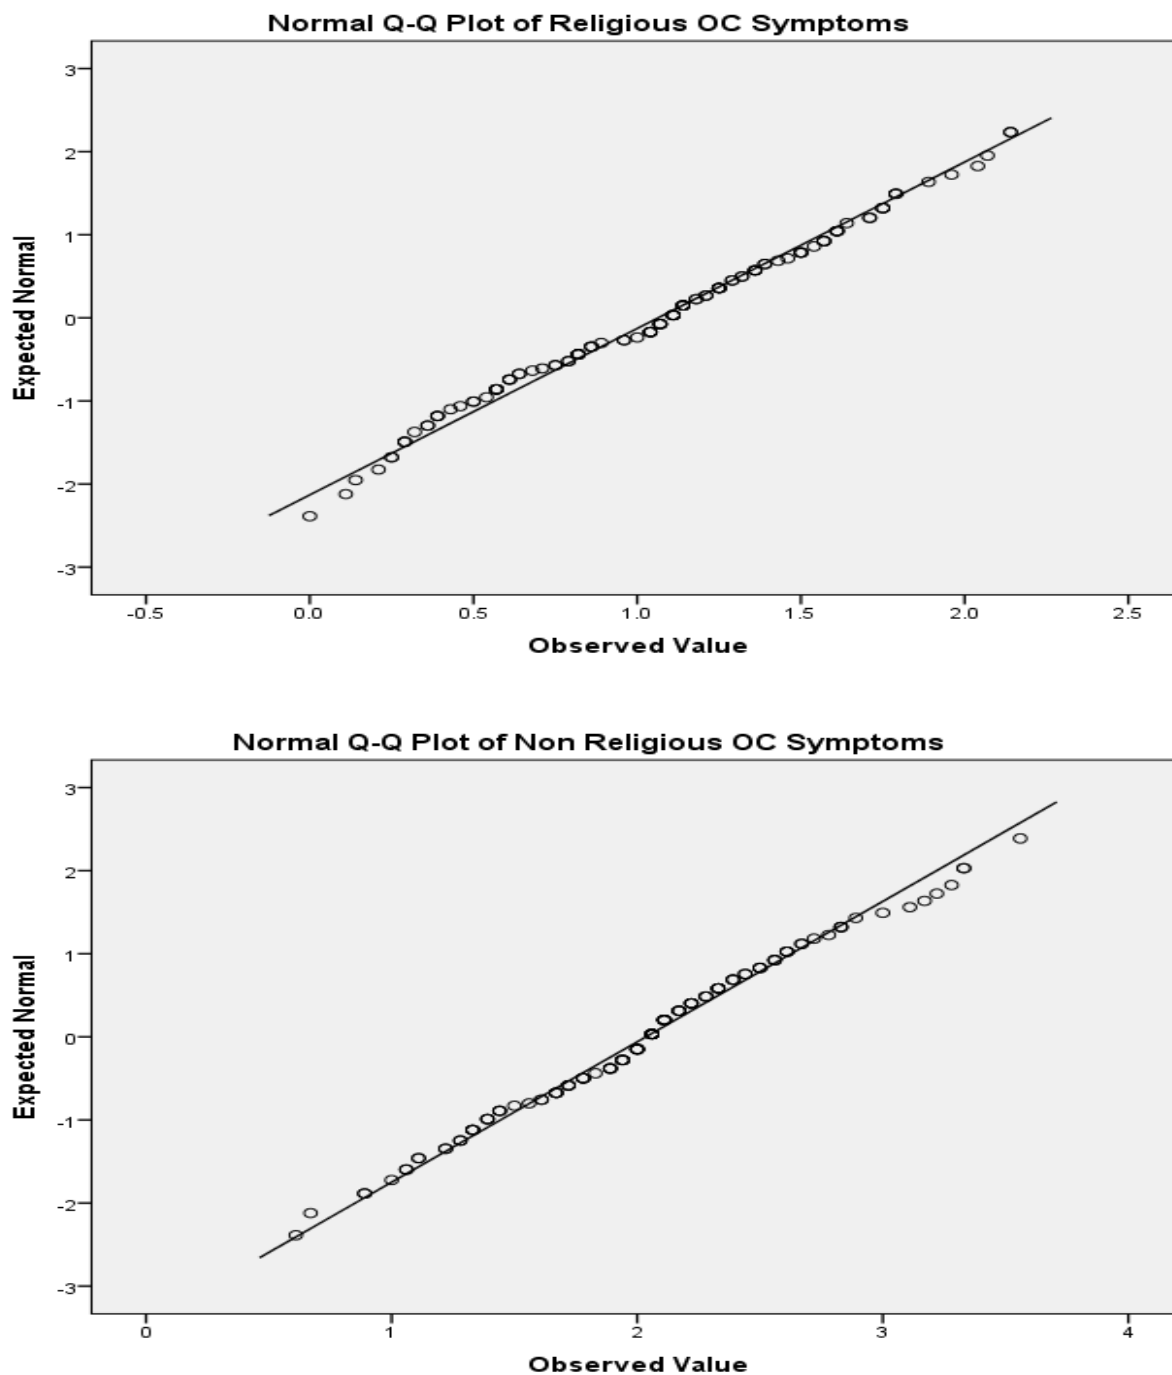 Normal Q-Q Plot of Religious OC Symptoms
3
2
1
0
-1
-2
-3
Expected Normal
-0.5 0.0 0.5 1.0 1.5 2.0 2.5
Observed Value
Normal Q-Q Plot of Non Religious OC Symptoms
3
2
1
0
-1
-2
-3
Expected Normal
0 1 2 3 4
Observed Value